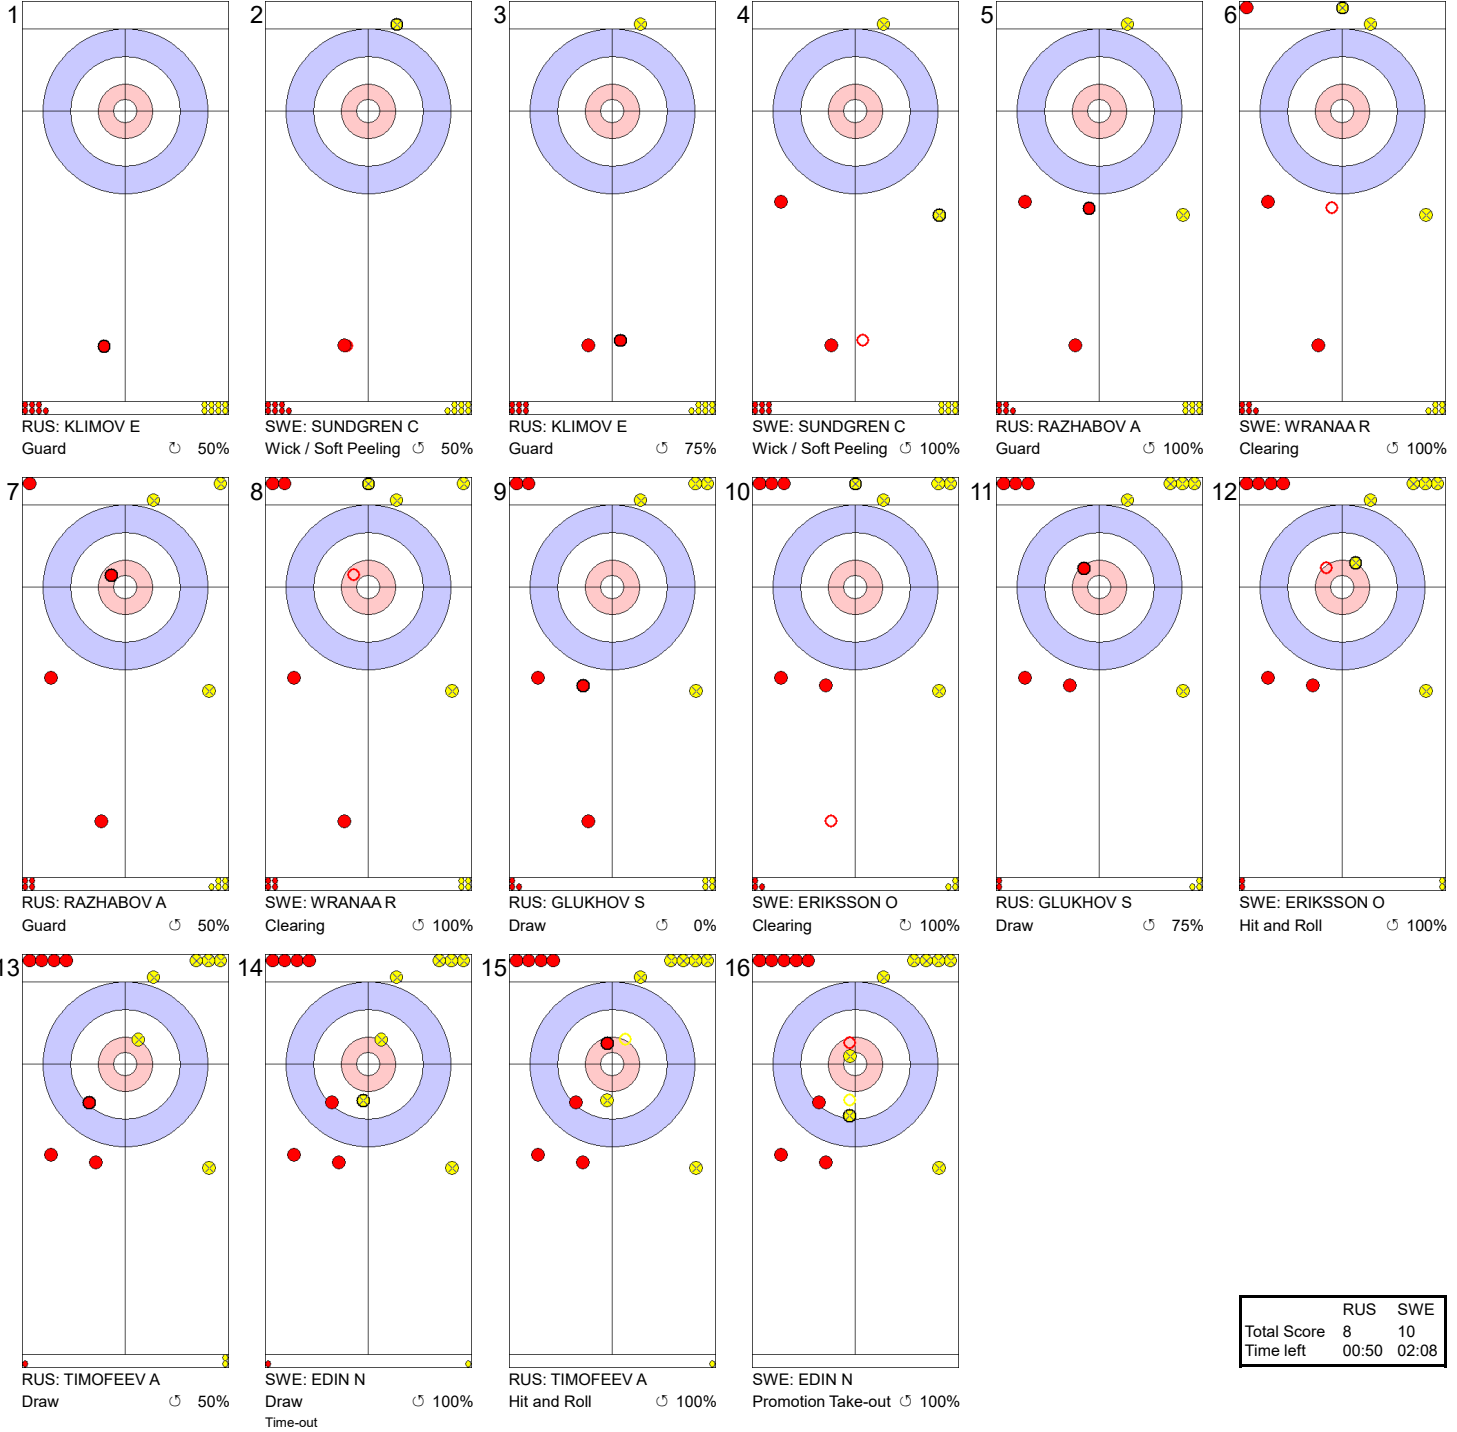 1
RUS: KLIMOV E
Guard ↻ 50%
2
SWE: SUNDGREN C
Wick / Soft Peeling ↺ 50%
3
RUS: KLIMOV E
Guard ↺ 75%
4
SWE: SUNDGREN C
Wick / Soft Peeling ↺ 100%
5
RUS: RAZHABOV A
Guard ↺ 100%
6
SWE: WRANAA R
Clearing ↺ 100%
7
RUS: RAZHABOV A
Guard ↺ 50%
8
SWE: WRANAA R
Clearing ↺ 100%
9
RUS: GLUKHOV S
Draw ↺ 0%
10
SWE: ERIKSSON O
Clearing ↻ 100%
11
RUS: GLUKHOV S
Draw ↺ 75%
12
SWE: ERIKSSON O
Hit and Roll ↺ 100%
13
RUS: TIMOFEEV A
Draw ↺ 50%
14
SWE: EDIN N
Draw ↺ 100%
Time-out
15
RUS: TIMOFEEV A
Hit and Roll ↺ 100%
16
SWE: EDIN N
Promotion Take-out ↺ 100%
RUS SWE
Total Score 8 10
Time left 00:50 02:08